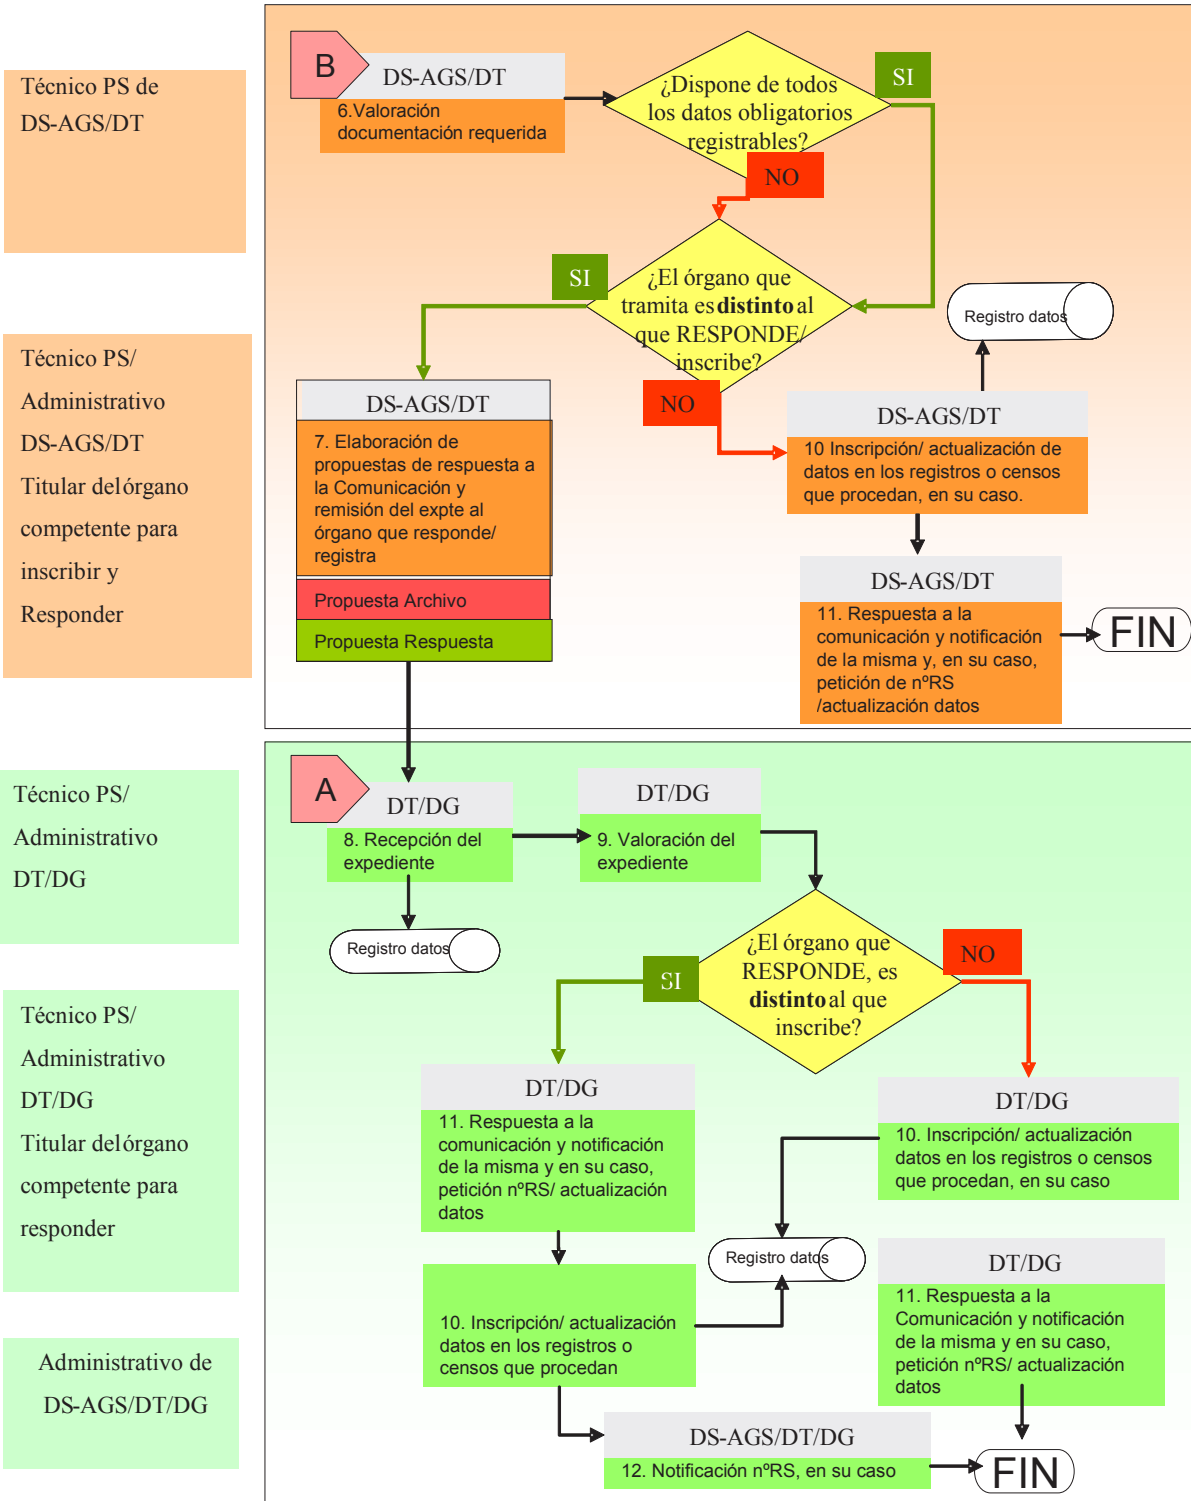 Técnico PS de
DS-AGS/DT
B
DS-AGS/DT
6.Valoración
documentación requerida
¿Dispone de todos
los datos obligatorios
registrables?
SI
NO
¿El órgano que
tramita es distinto al
que RESPONDE/
inscribe?
SI
NO
Registro datos
Técnico PS/
Administrativo
DS-AGS/DT
Titular delórgano
competente para
inscribir y
Responder
DS-AGS/DT
7. Elaboración de
propuestas de respuesta a
la Comunicación y
remisión del expte al
órgano que responde/
registra
Propuesta Archivo
Propuesta Respuesta
DS-AGS/DT
10 Inscripción/ actualización de
datos en los registros o censos
que procedan, en su caso.
DS-AGS/DT
11. Respuesta a la
comunicación y notificación
de la misma y, en su caso,
petición de nºRS
/actualización datos
FIN
Técnico PS/
Administrativo
DT/DG
A
DT/DG
8. Recepción del
expediente
DT/DG
9. Valoración del
expediente
Registro datos
¿El órgano que
RESPONDE, es
distinto al que
inscribe?
SI
NO
Técnico PS/
Administrativo
DT/DG
Titular delórgano
competente para
responder
DT/DG
11. Respuesta a la
comunicación y notificación
de la misma y en su caso,
petición nºRS/ actualización
datos
DT/DG
10. Inscripción/ actualización
datos en los registros o censos
que procedan, en su caso
Registro datos
10. Inscripción/ actualización
datos en los registros o
censos que procedan
DT/DG
11. Respuesta a la
Comunicación y notificación
de la misma y en su caso,
petición nºRS/ actualización
datos
Administrativo de
DS-AGS/DT/DG
DS-AGS/DT/DG
12. Notificación nºRS, en su caso
FIN